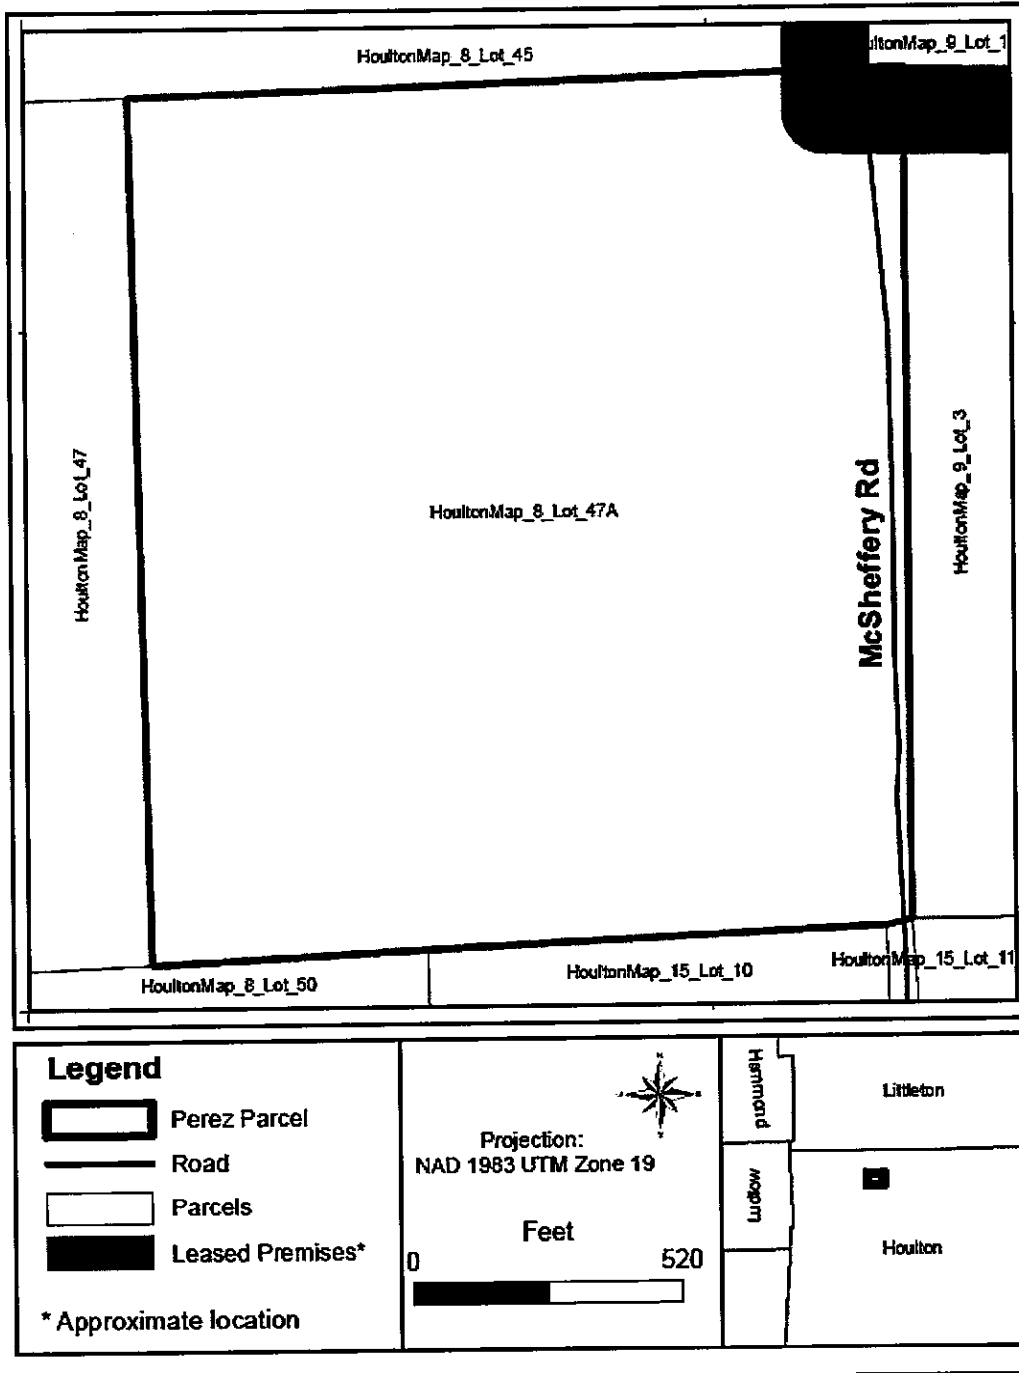 HoultonMap_8_Lot_45
ltonMap_9_Lot_1
HoultonMap_8_Lot_47
HoultonMap_8_Lot_47A
McSheffery Rd
HoultonMap_9_Lot_3
HoultonMap_8_Lot_50
HoultonMap_15_Lot_10
HoultonMap_15_Lot_11
Legend
Perez Parcel
Road
Parcels
Leased Premises*
* Approximate location
Projection:
NAD 1983 UTM Zone 19
Feet
0 520
Hammond
Littleton
Houlton